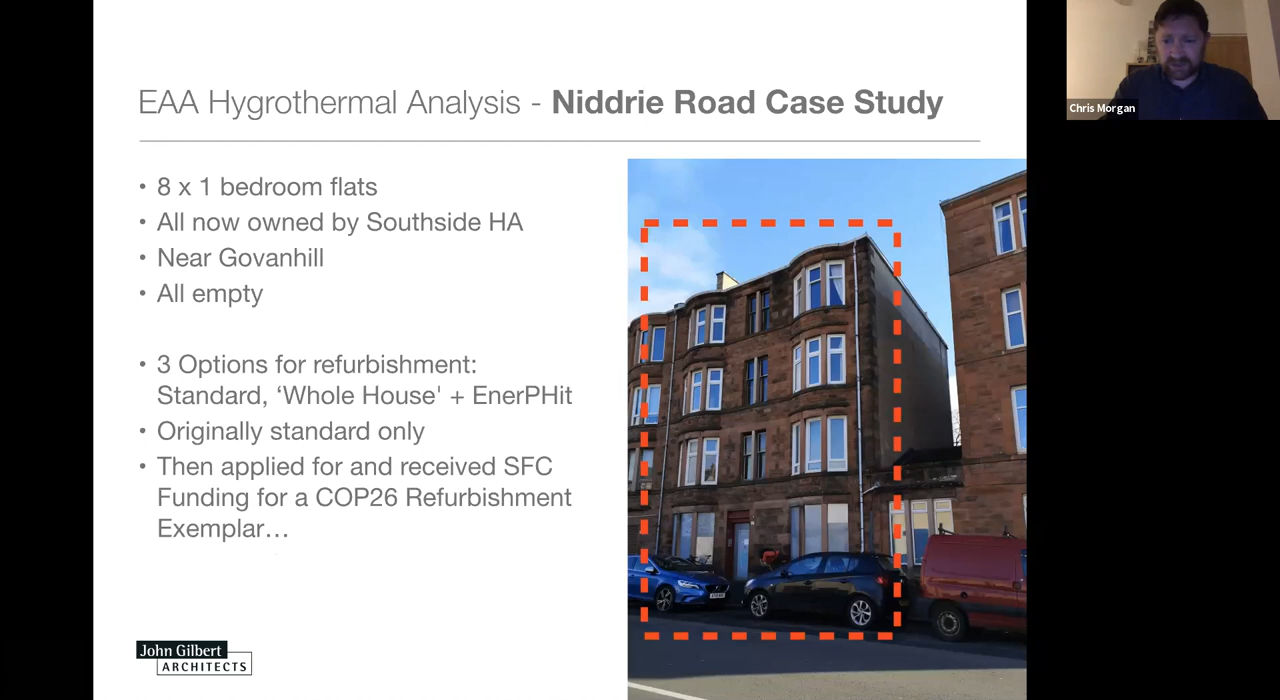 EAA Hygrothermal Analysis - Niddrie Road Case Study
• 8 x 1 bedroom flats
• All now owned by Southside HA
• Near Govanhill
• All empty
• 3 Options for refurbishment:
Standard, ‘Whole House' + EnerPHit
• Originally standard only
• Then applied for and received SFC
Funding for a COP26 Refurbishment
Exemplar…
John Gilbert
ARCHITECTS
Chris Morgan